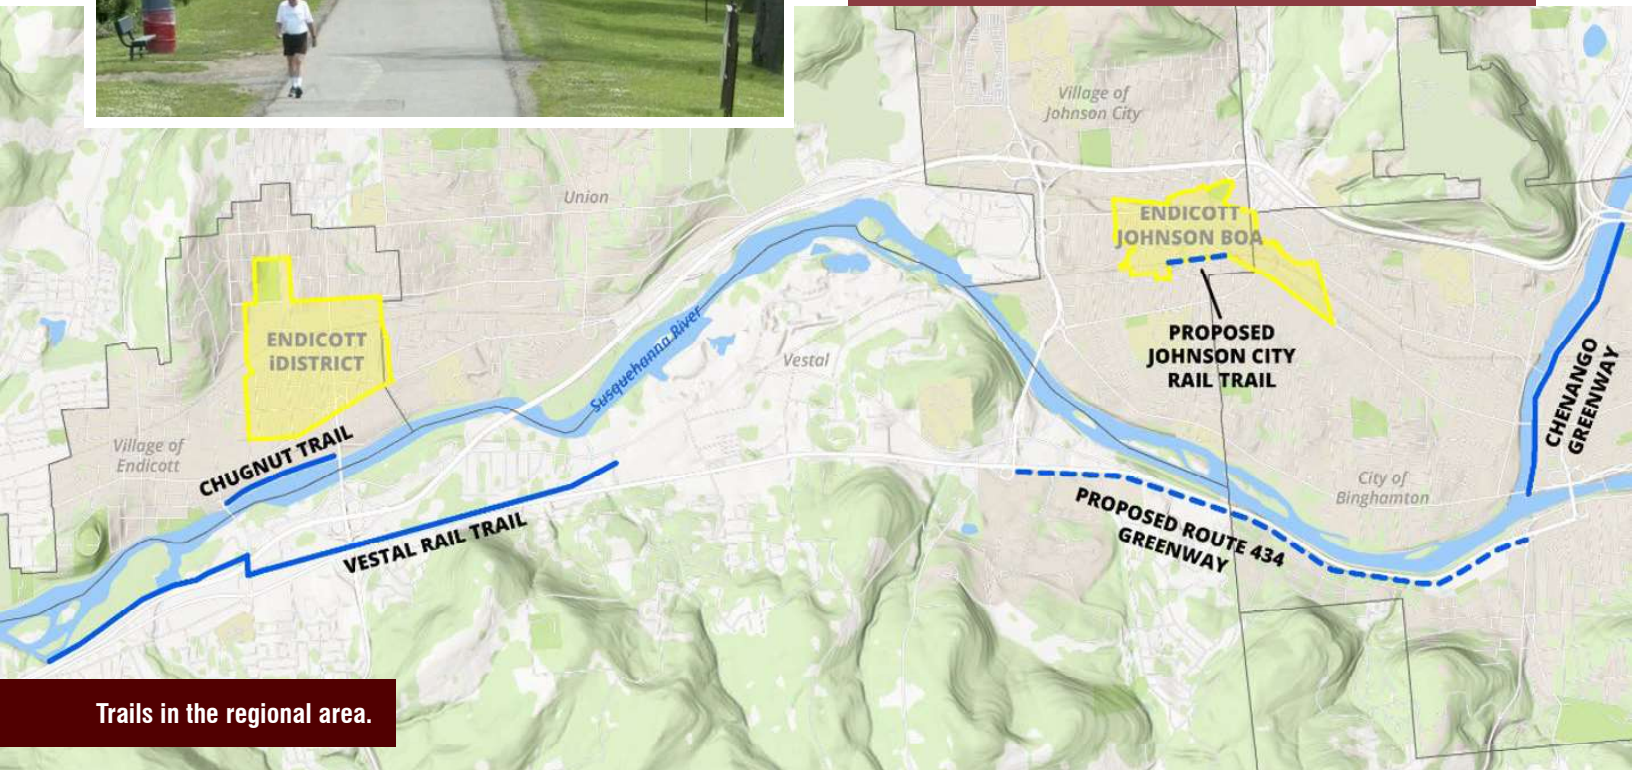 Village of
Johnson City
Union
ENDICOTT
JOHNSON BOA
Susquehanna River
ENDICOTT
iDISTRICT
PROPOSED
JOHNSON CITY
RAIL TRAIL
Vestal
CHENANGO
GREENWAY
Village of
Endicott
CHUGNUT TRAIL
City of
Binghamton
VESTAL RAIL TRAIL
PROPOSED ROUTE 434
GREENWAY
Trails in the regional area.